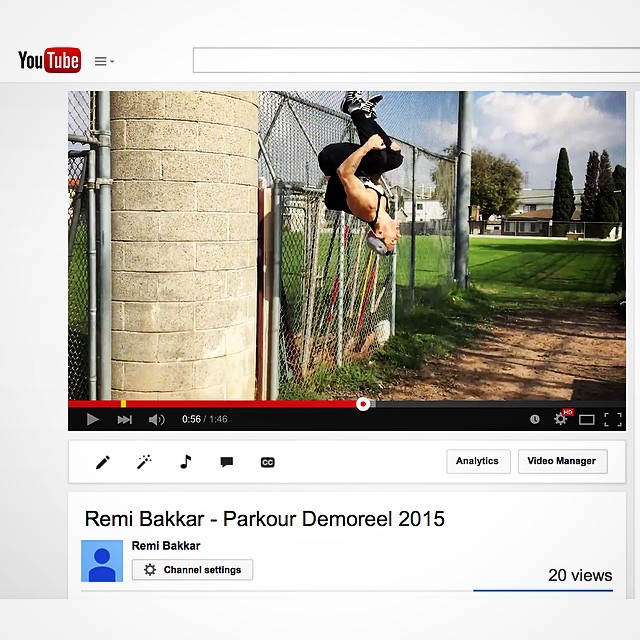 YouTube
0:56 / 1:46
HD
CC
Analytics
Video Manager
Remi Bakkar - Parkour Demoreel 2015
Remi Bakkar
Channel settings
20 views